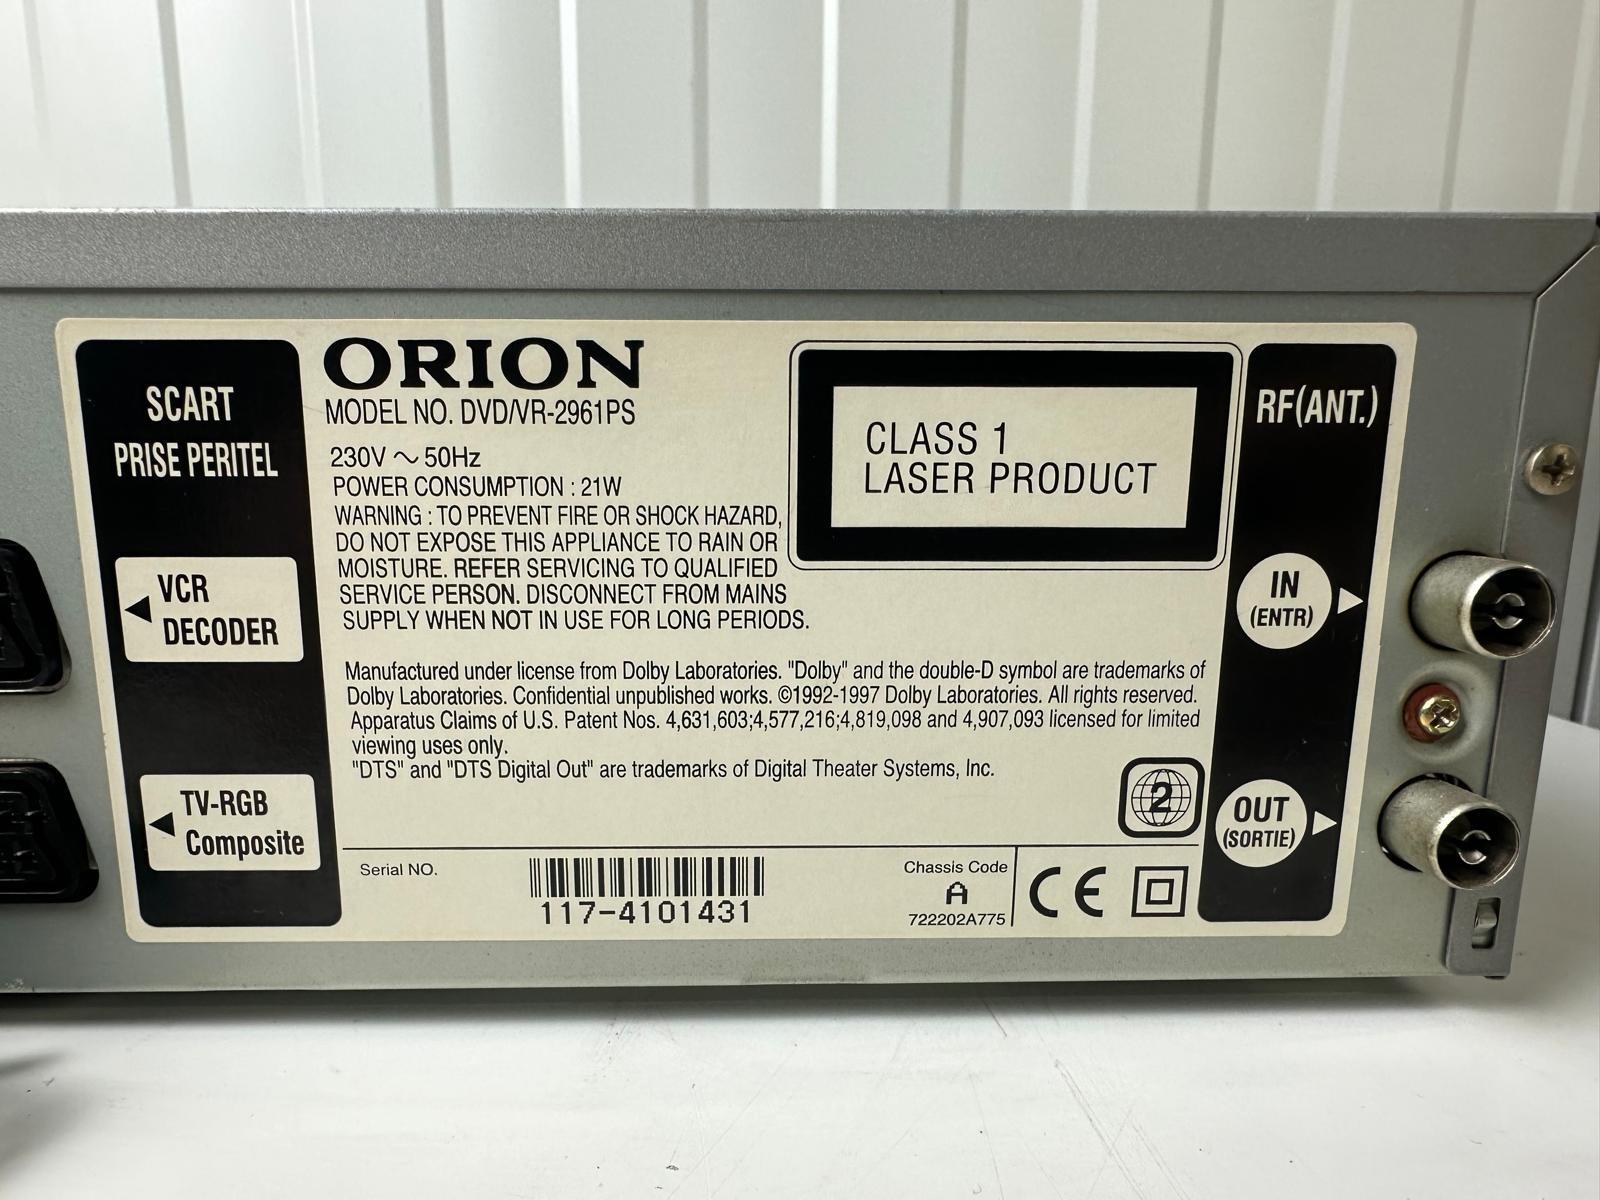 SCART
PRISE PERITEL
VCR
DECODER
TV-RGB
Composite
ORION
MODEL NO. DVD/VR-2961PS
230V ~ 50Hz
POWER CONSUMPTION : 21W
WARNING : TO PREVENT FIRE OR SHOCK HAZARD,
DO NOT EXPOSE THIS APPLIANCE TO RAIN OR
MOISTURE. REFER SERVICING TO QUALIFIED
SERVICE PERSON. DISCONNECT FROM MAINS
SUPPLY WHEN NOT IN USE FOR LONG PERIODS.
CLASS 1
LASER PRODUCT
Manufactured under license from Dolby Laboratories. "Dolby" and the double-D symbol are trademarks of
Dolby Laboratories. Confidential unpublished works. ©1992-1997 Dolby Laboratories. All rights reserved.
Apparatus Claims of U.S. Patent Nos. 4,631,603;4,577,216;4,819,098 and 4,907,093 licensed for limited
viewing uses only.
"DTS" and "DTS Digital Out" are trademarks of Digital Theater Systems, Inc.
2
Serial NO.
117-4101431
Chassis Code
A
722202A775
CE
RF(ANT.)
IN
(ENTR)
OUT
(SORTIE)